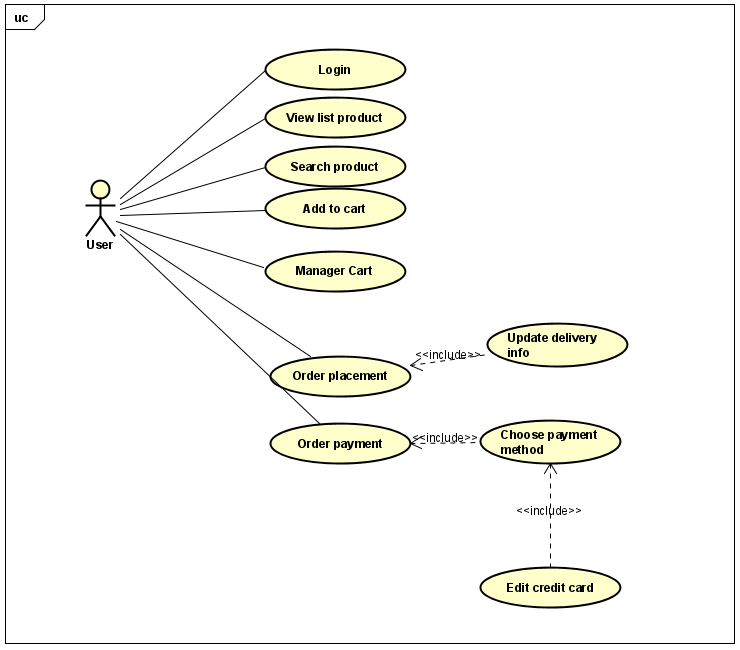 uc
Login
View list product
Search product
Add to cart
User
Manager Cart
Update delivery
info
<<include>>
Order placement
Order payment
<<include>>
Choose payment
method
<<include>>
Edit credit card